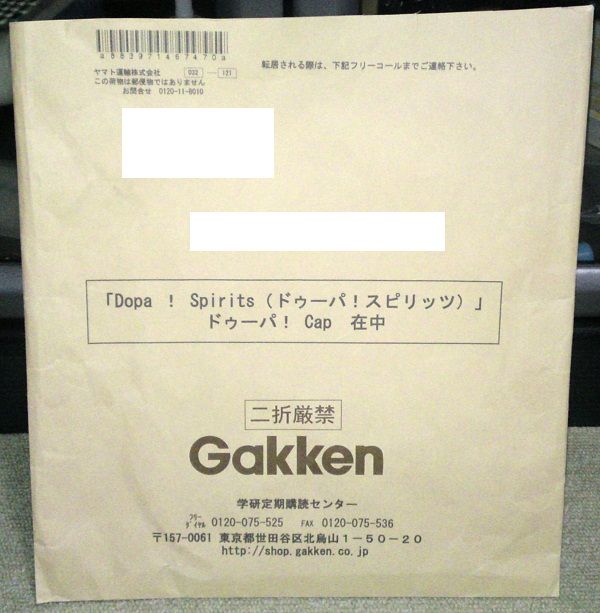 a883971467470a
ヤマト運輸株式会社 032 ― 121
この荷物は郵便物ではありません
お問合せ 0120-11-8010
転居される際は、下記フリーコールまでご連絡下さい。
「Dopa ! Spirits（ドゥーパ！スピリッツ）」
ドゥーパ！ Cap 在中
二折厳禁
Gakken
学研定期購読センター
フリーダイヤル 0120-075-525 FAX 0120-075-536
〒157-0061 東京都世田谷区北烏山1－50－20
http://shop.gakken.co.jp